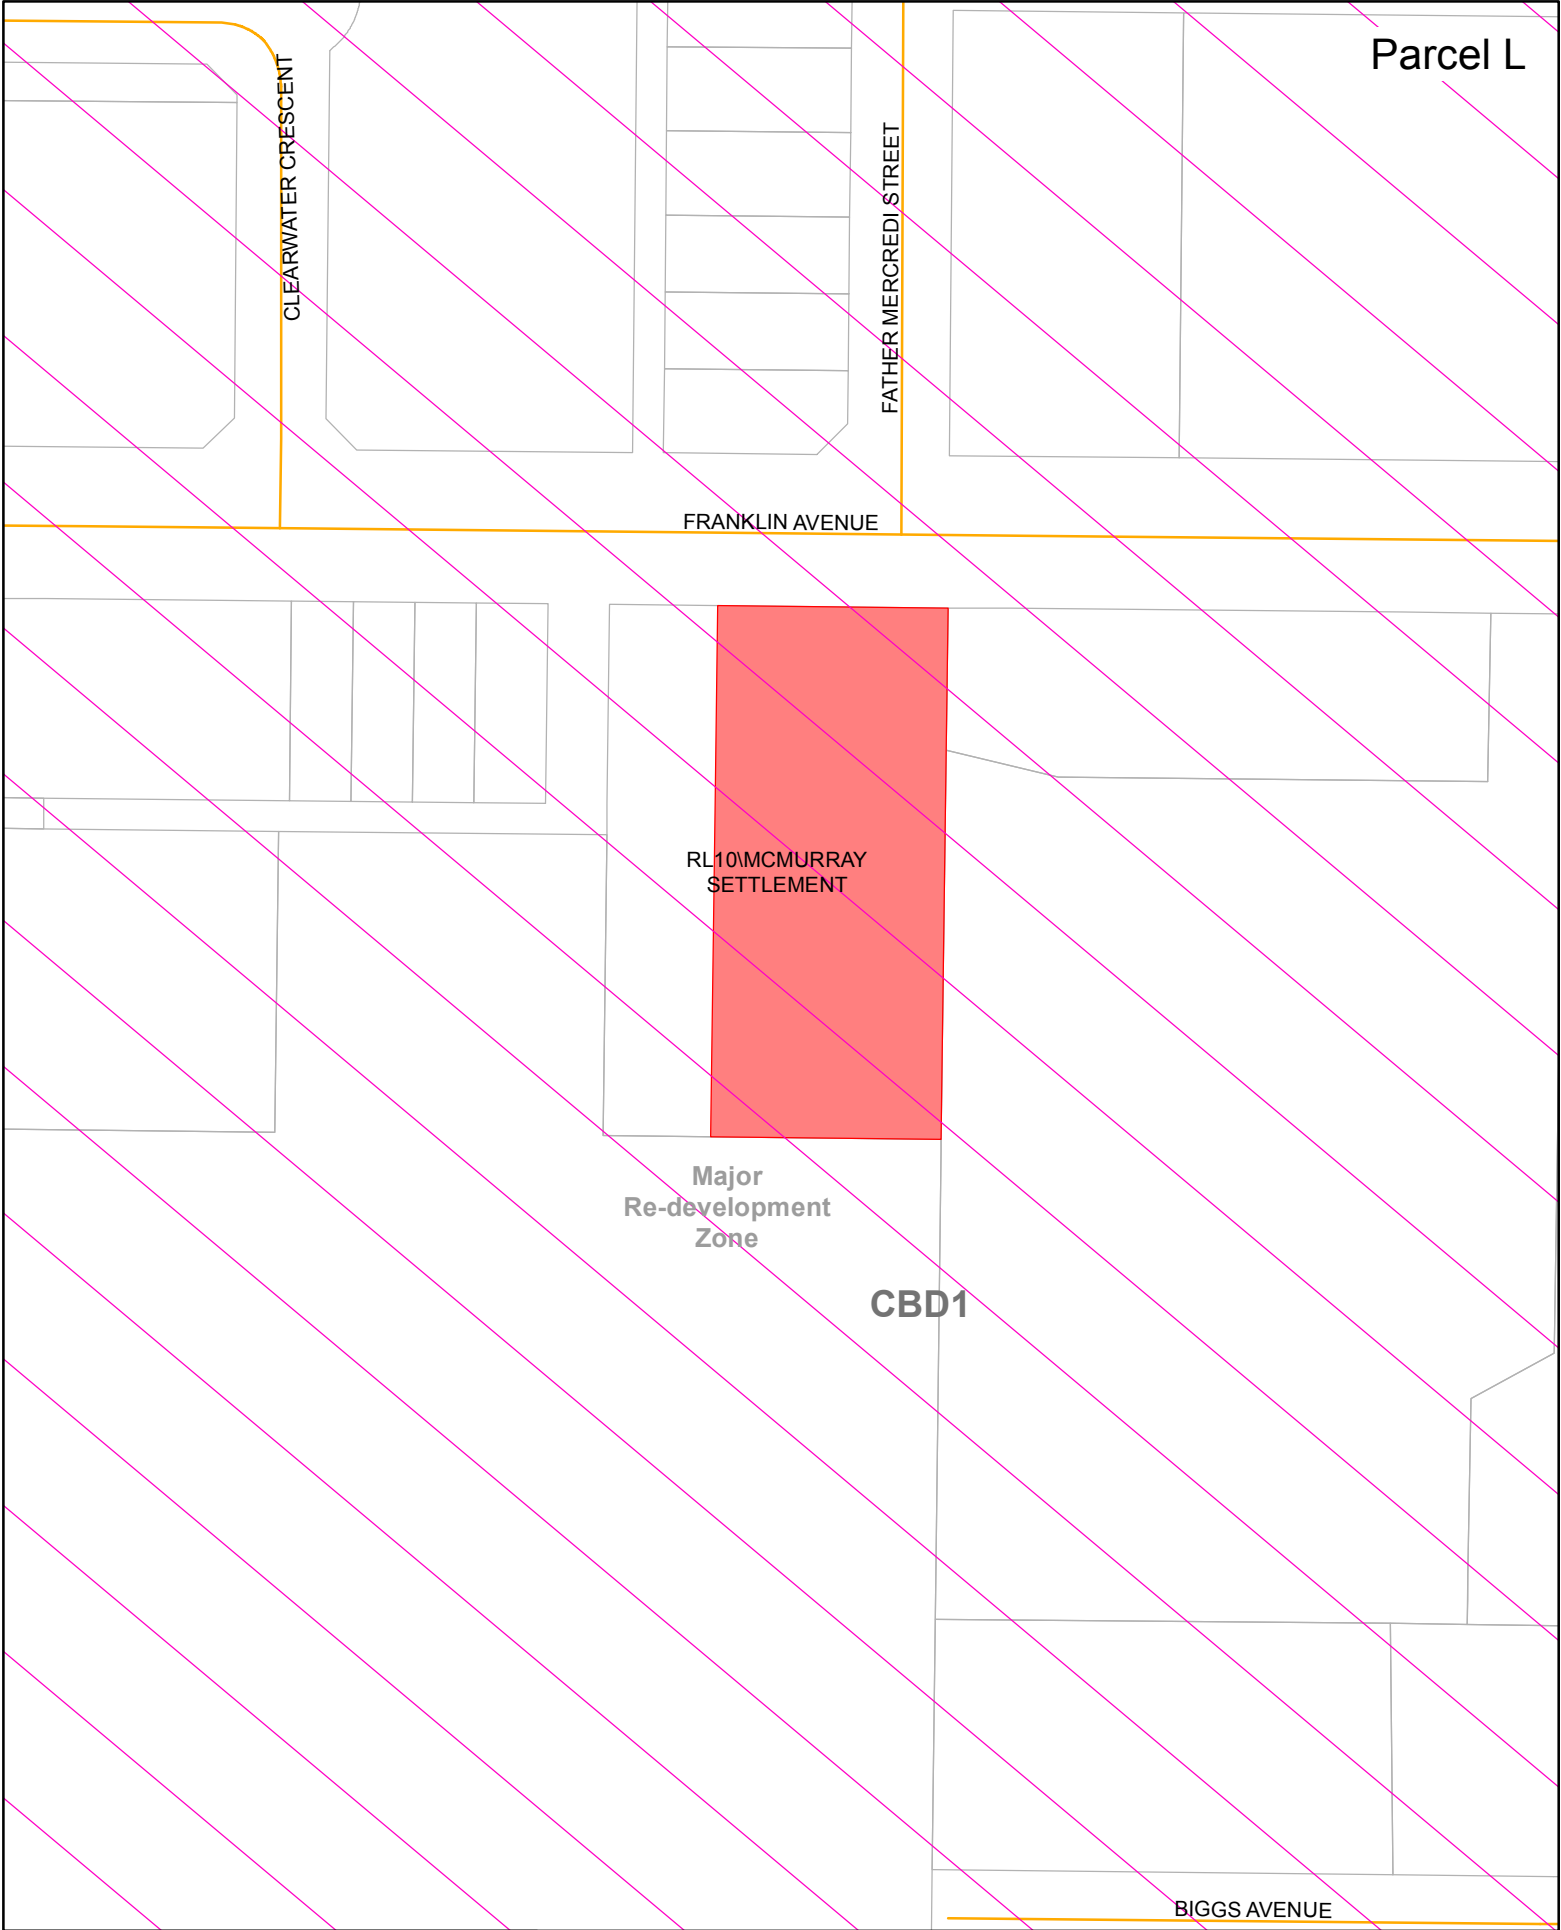 Parcel L
CLEARWATER CRESCENT
FATHER MERCREDI STREET
FRANKLIN AVENUE
RL10\MCMURRAY
SETTLEMENT
Major
Re-development
Zone
CBD1
BIGGS AVENUE